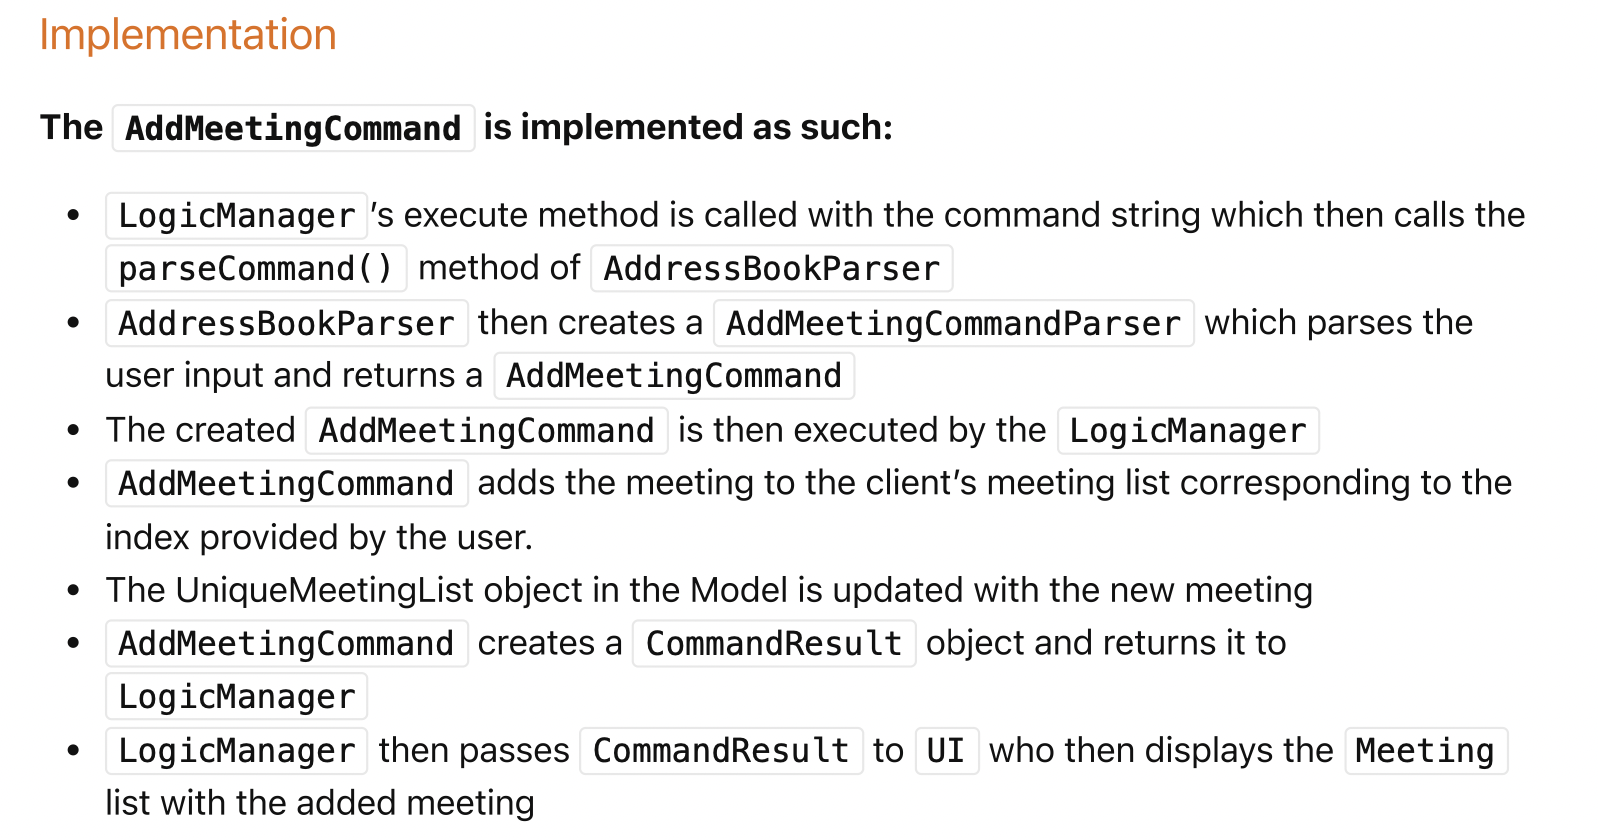 Implementation
The AddMeetingCommand is implemented as such:
• LogicManager’s execute method is called with the command string which then calls the
parseCommand() method of AddressBookParser
• AddressBookParser then creates a AddMeetingCommandParser which parses the
user input and returns a AddMeetingCommand
• The created AddMeetingCommand is then executed by the LogicManager
• AddMeetingCommand adds the meeting to the client’s meeting list corresponding to the
index provided by the user.
• The UniqueMeetingList object in the Model is updated with the new meeting
• AddMeetingCommand creates a CommandResult object and returns it to
LogicManager
• LogicManager then passes CommandResult to UI who then displays the Meeting
list with the added meeting